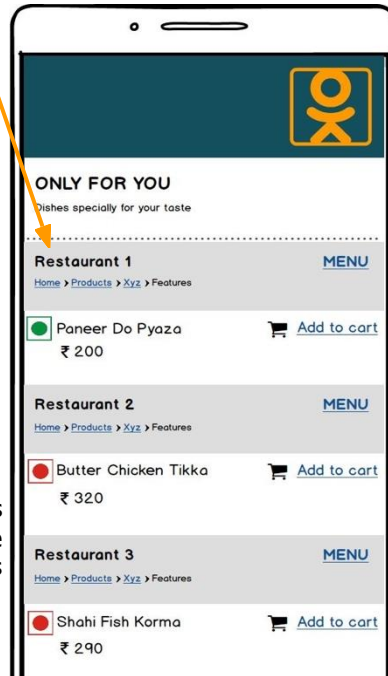 ONLY FOR YOU
Dishes specially for your taste
Restaurant 1 MENU
Home > Products > Xyz > Features
Paneer Do Pyaza Add to cart
₹ 200
Restaurant 2 MENU
Home > Products > Xyz > Features
Butter Chicken Tikka Add to cart
₹ 320
Restaurant 3 MENU
Home > Products > Xyz > Features
Shahi Fish Korma Add to cart
₹ 290